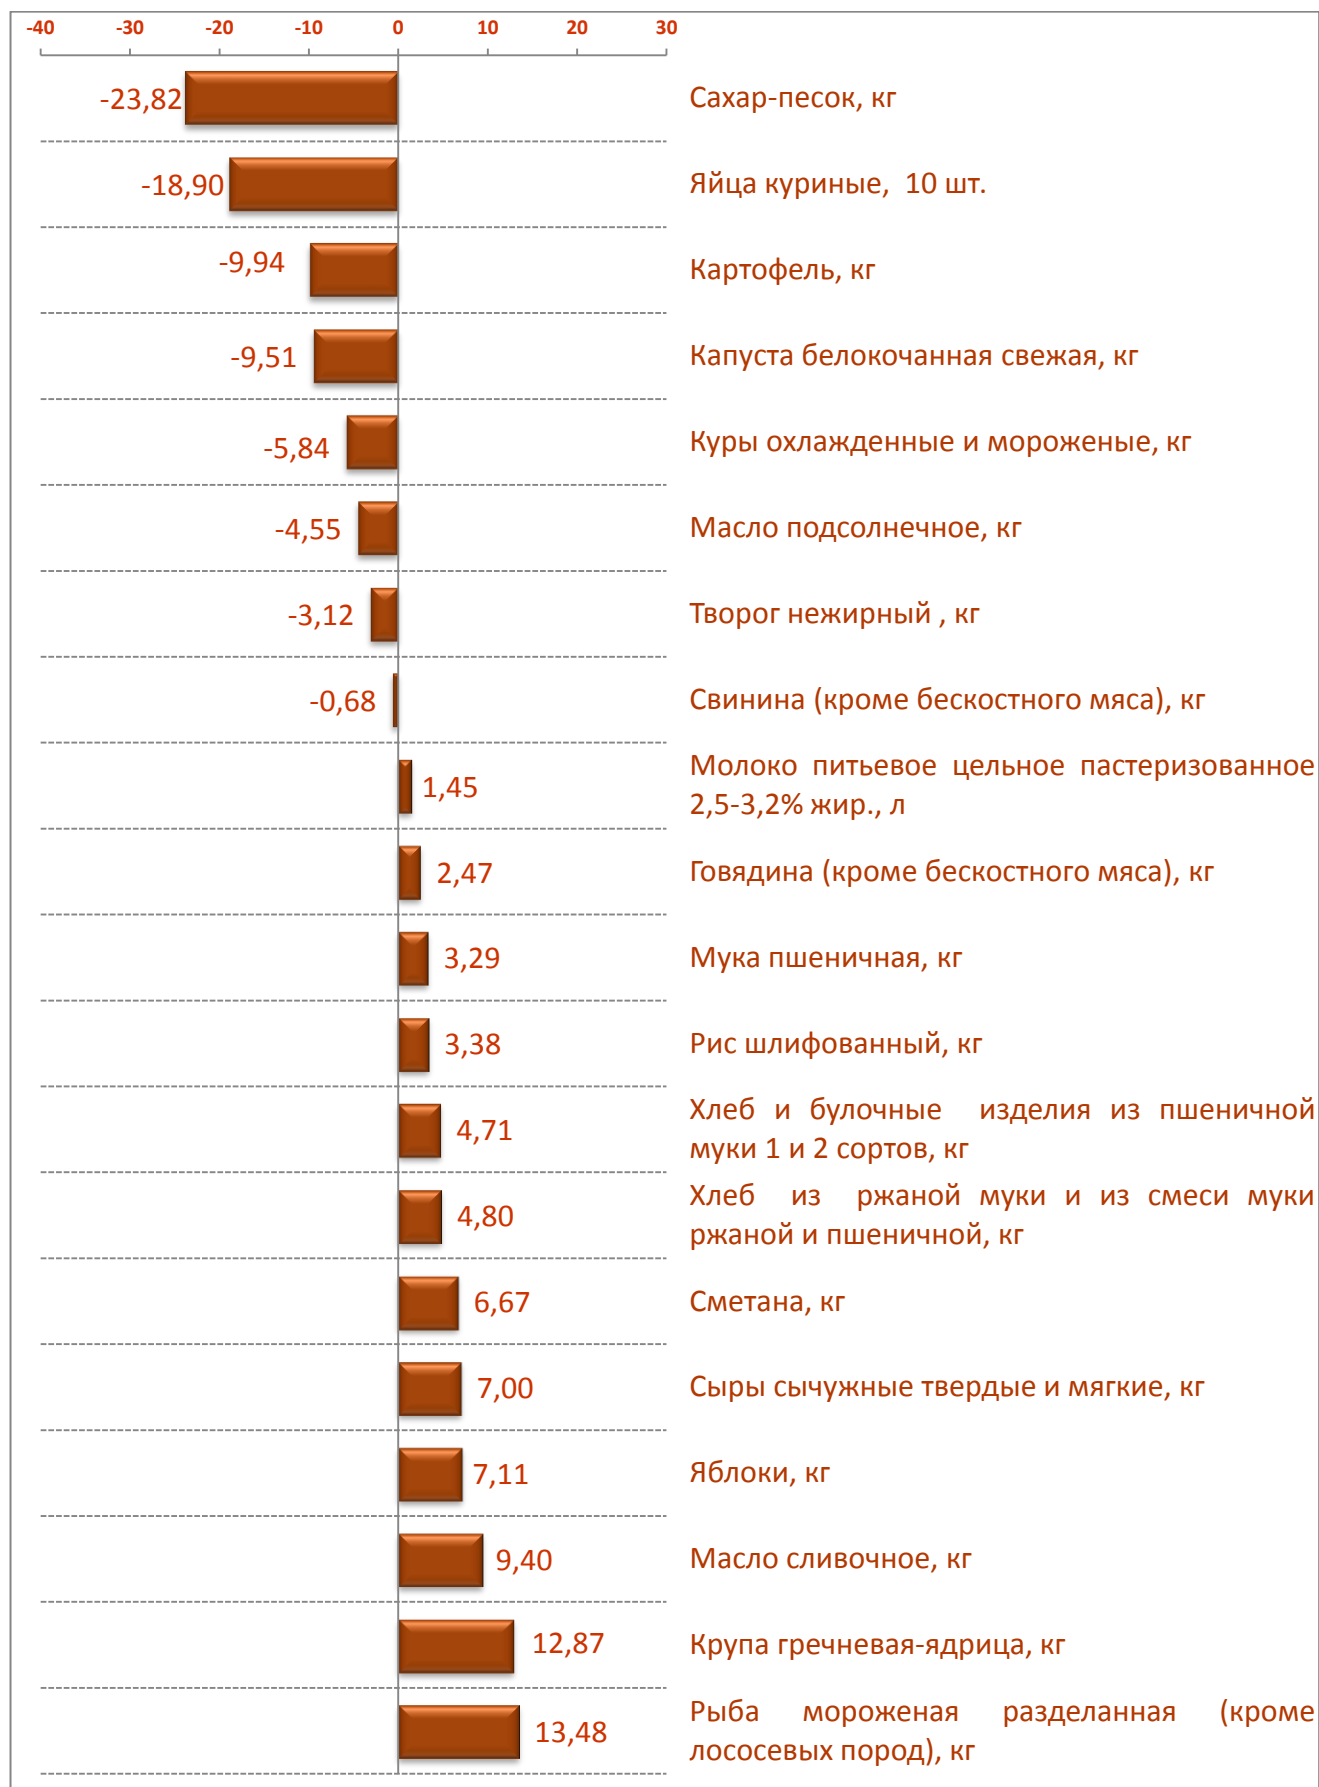 -40 -30 -20 -10 0 10 20 30
-23,82 Сахар-песок, кг
-18,90 Яйца куриные, 10 шт.
-9,94 Картофель, кг
-9,51 Капуста белокочанная свежая, кг
-5,84 Куры охлажденные и мороженые, кг
-4,55 Масло подсолнечное, кг
-3,12 Творог нежирный , кг
-0,68 Свинина (кроме бескостного мяса), кг
1,45 Молоко питьевое цельное пастеризованное
2,5-3,2% жир., л
2,47 Говядина (кроме бескостного мяса), кг
3,29 Мука пшеничная, кг
3,38 Рис шлифованный, кг
4,71 Хлеб и булочные изделия из пшеничной
муки 1 и 2 сортов, кг
4,80 Хлеб из ржаной муки и из смеси муки
ржаной и пшеничной, кг
6,67 Сметана, кг
7,00 Сыры сычужные твердые и мягкие, кг
7,11 Яблоки, кг
9,40 Масло сливочное, кг
12,87 Крупа гречневая-ядрица, кг
13,48 Рыба мороженая разделанная (кроме
лососевых пород), кг